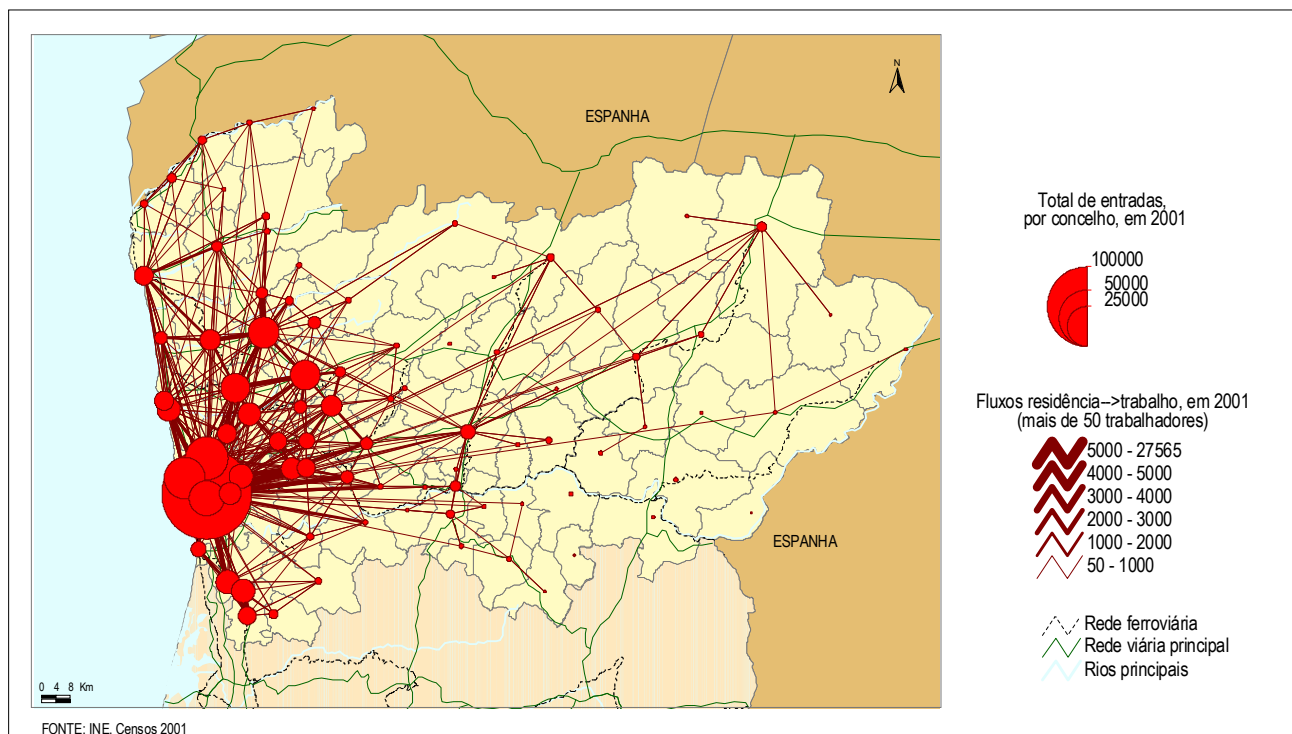 ESPANHA
N
ESPANHA
0 4 8 Km
FONTE: INE, Censos 2001
Total de entradas,
por concelho, em 2001
100000
50000
25000
Fluxos residência-->trabalho, em 2001
(mais de 50 trabalhadores)
5000 - 27565
4000 - 5000
3000 - 4000
2000 - 3000
1000 - 2000
50 - 1000
Rede ferroviária
Rede viária principal
Rios principais